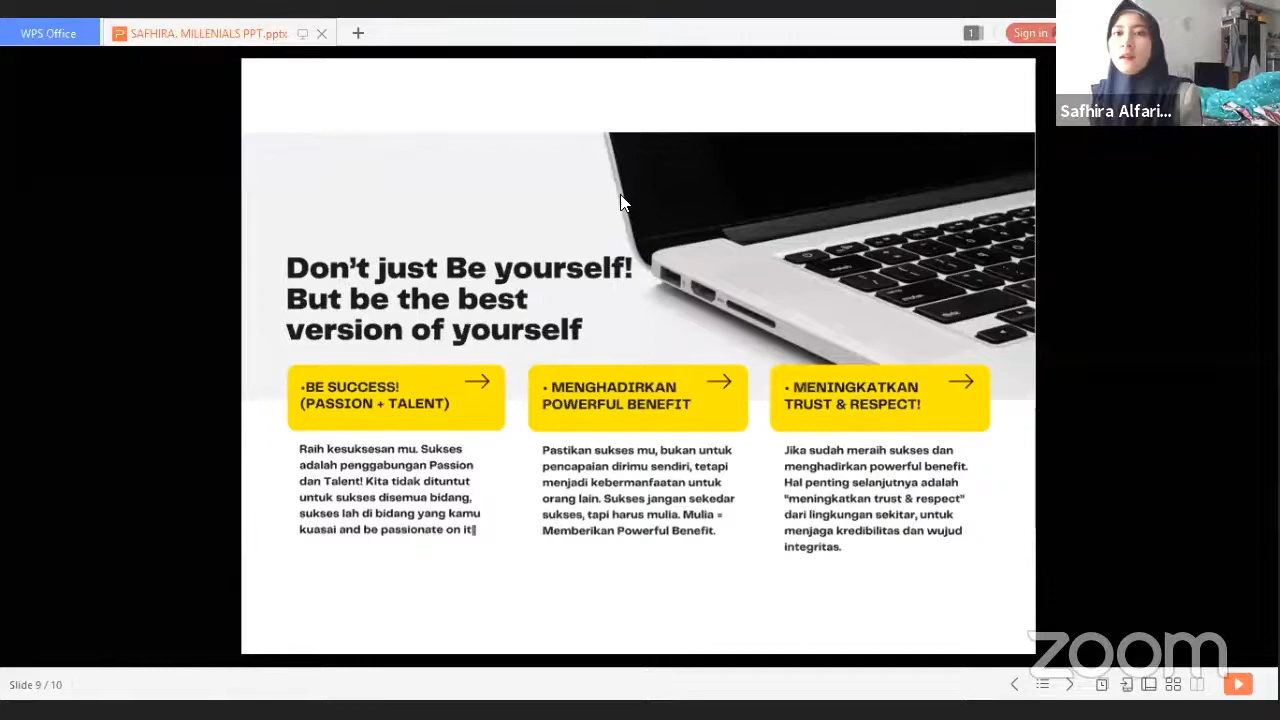 WPS Office
SAFHIRA. MILLENIALS PPT.pptx
1
Sign in
Safhira Alfari...
Don't just Be yourself!
But be the best
version of yourself
•BE SUCCESS!
(PASSION + TALENT)
Raih kesuksesan mu. Sukses
adalah penggabungan Passion
dan Talent! Kita tidak dituntut
untuk sukses disemua bidang,
sukses lah di bidang yang kamu
kuasai and be passionate on it
• MENGHADIRKAN
POWERFUL BENEFIT
Pastikan sukses mu, bukan untuk
pencapaian dirimu sendiri, tetapi
menjadi kebermanfaatan untuk
orang lain. Sukses jangan sekedar
sukses, tapi harus mulia. Mulia =
Memberikan Powerful Benefit.
• MENINGKATKAN
TRUST & RESPECT!
Jika sudah meraih sukses dan
menghadirkan powerful benefit.
Hal penting selanjutnya adalah
"meningkatkan trust & respect"
dari lingkungan sekitar, untuk
menjaga kredibilitas dan wujud
integritas.
zoom
Slide 9 / 10